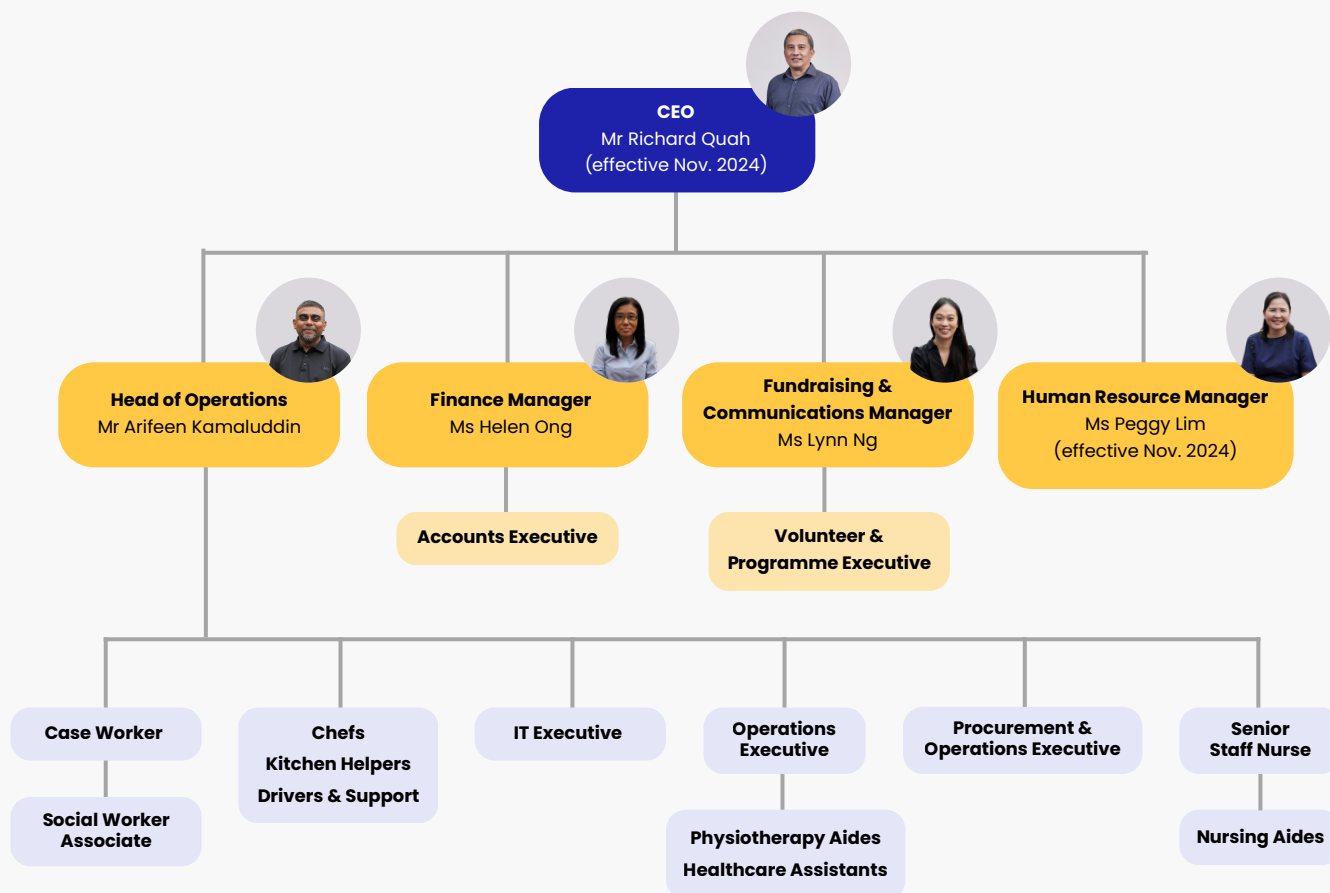 CEO
Mr Richard Quah
(effective Nov. 2024)
Head of Operations
Mr Arifeen Kamaluddin
Finance Manager
Ms Helen Ong
Fundraising &
Communications Manager
Ms Lynn Ng
Human Resource Manager
Ms Peggy Lim
(effective Nov. 2024)
Accounts Executive
Volunteer &
Programme Executive
Case Worker
Social Worker
Associate
Chefs
Kitchen Helpers
Drivers & Support
IT Executive
Operations
Executive
Physiotherapy Aides
Healthcare Assistants
Procurement &
Operations Executive
Senior
Staff Nurse
Nursing Aides